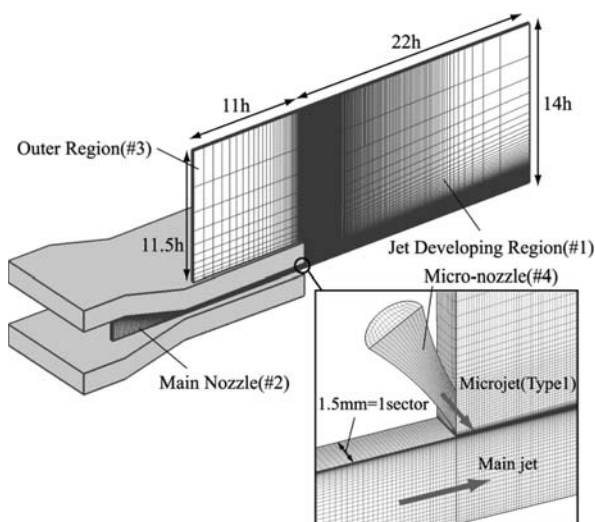 22h
11h
14h
Outer Region(#3)
11.5h
Jet Developing Region(#1)
Micro-nozzle(#4)
Main Nozzle(#2)
Microjet(Type1)
1.5mm=1sector
Main jet